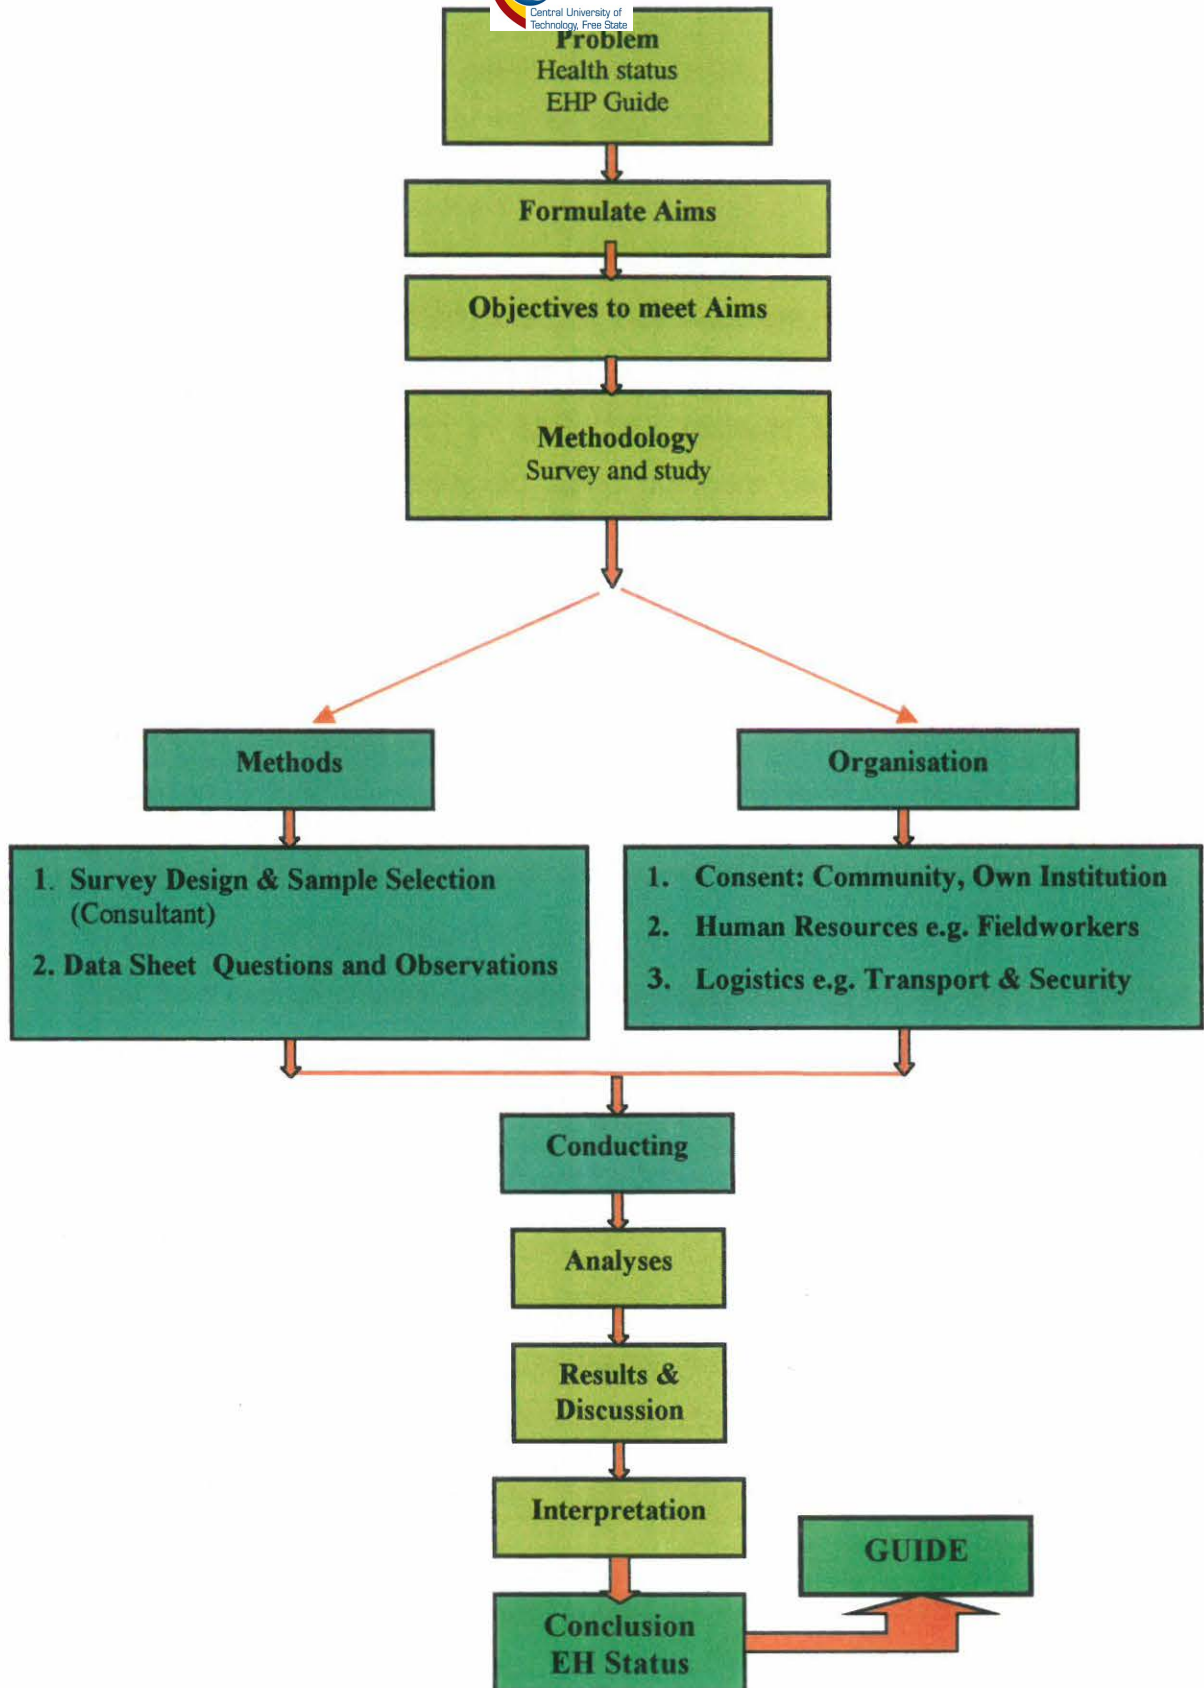 Central University of
Technology, Free State
Problem
Health status
EHP Guide
Formulate Aims
Objectives to meet Aims
Methodology
Survey and study
Methods
Organisation
1. Survey Design & Sample Selection
(Consultant)
2. Data Sheet Questions and Observations
1. Consent: Community, Own Institution
2. Human Resources e.g. Fieldworkers
3. Logistics e.g. Transport & Security
Conducting
Analyses
Results &
Discussion
Interpretation
GUIDE
Conclusion
EH Status